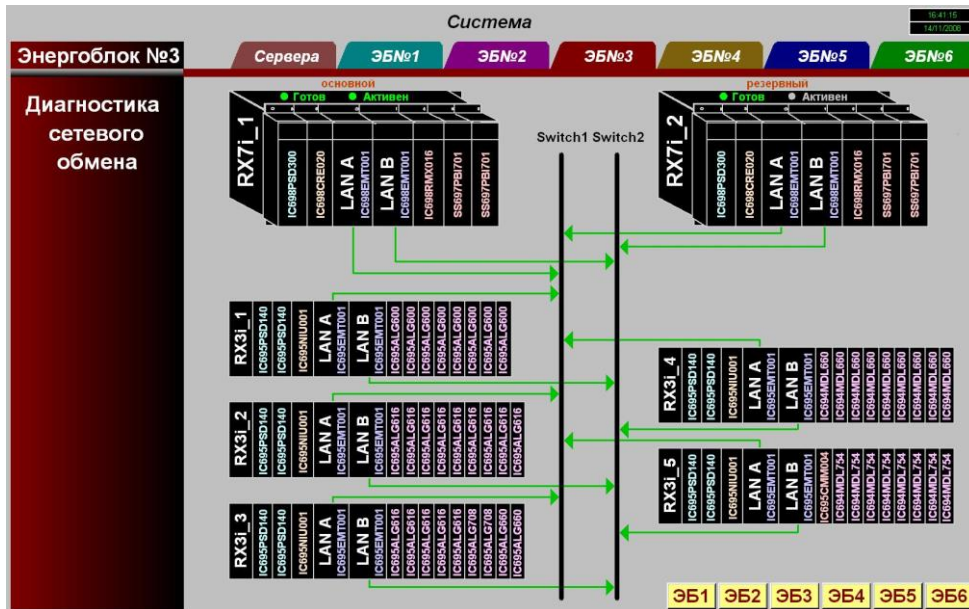 Система
16:41:15
14/11/2008
Энергоблок №3
Сервера
ЭБ№1
ЭБ№2
ЭБ№3
ЭБ№4
ЭБ№5
ЭБ№6
Диагностика
сетевого
обмена
основной
Готов
Активен
RX7i_1
IC698PSD300
IC698CRE020
LAN A
IC698EMT001
LAN B
IC698EMT001
IC698RMX016
SS697PBI701
SS697PBI701
Switch1 Switch2
резервный
Готов
Активен
RX7i_2
IC698PSD300
IC698CRE020
LAN A
IC698EMT001
LAN B
IC698EMT001
IC698RMX016
SS697PBI701
SS697PBI701
RX3i_1
IC695PSD140
IC695PSD140
IC695NIU001
LAN A
IC695EMT001
LAN B
IC695EMT001
IC695ALG600
IC695ALG600
IC695ALG600
IC695ALG600
IC695ALG600
IC695ALG600
IC695ALG600
IC695ALG600
RX3i_2
IC695PSD140
IC695PSD140
IC695NIU001
LAN A
IC695EMT001
LAN B
IC695EMT001
IC695ALG616
IC695ALG616
IC695ALG616
IC695ALG616
IC695ALG616
IC695ALG616
IC695ALG616
IC695ALG616
IC695ALG616
RX3i_3
IC695PSD140
IC695PSD140
IC695NIU001
LAN A
IC695EMT001
LAN B
IC695EMT001
IC695ALG616
IC695ALG616
IC695ALG616
IC695ALG616
IC695ALG616
IC695ALG708
IC695ALG708
IC695ALG660
IC695ALG660
RX3i_4
IC695PSD140
IC695PSD140
IC695NIU001
LAN A
IC695EMT001
LAN B
IC695EMT001
IC694MDL660
IC694MDL660
IC694MDL660
IC694MDL660
IC694MDL660
IC694MDL660
IC694MDL660
RX3i_5
IC695PSD140
IC695PSD140
IC695NIU001
LAN A
IC695EMT001
LAN B
IC695EMT001
IC695CMM004
IC694MDL754
IC694MDL754
IC694MDL754
IC694MDL754
IC694MDL754
IC694MDL754
IC694MDL754
ЭБ1
ЭБ2
ЭБ3
ЭБ4
ЭБ5
ЭБ6